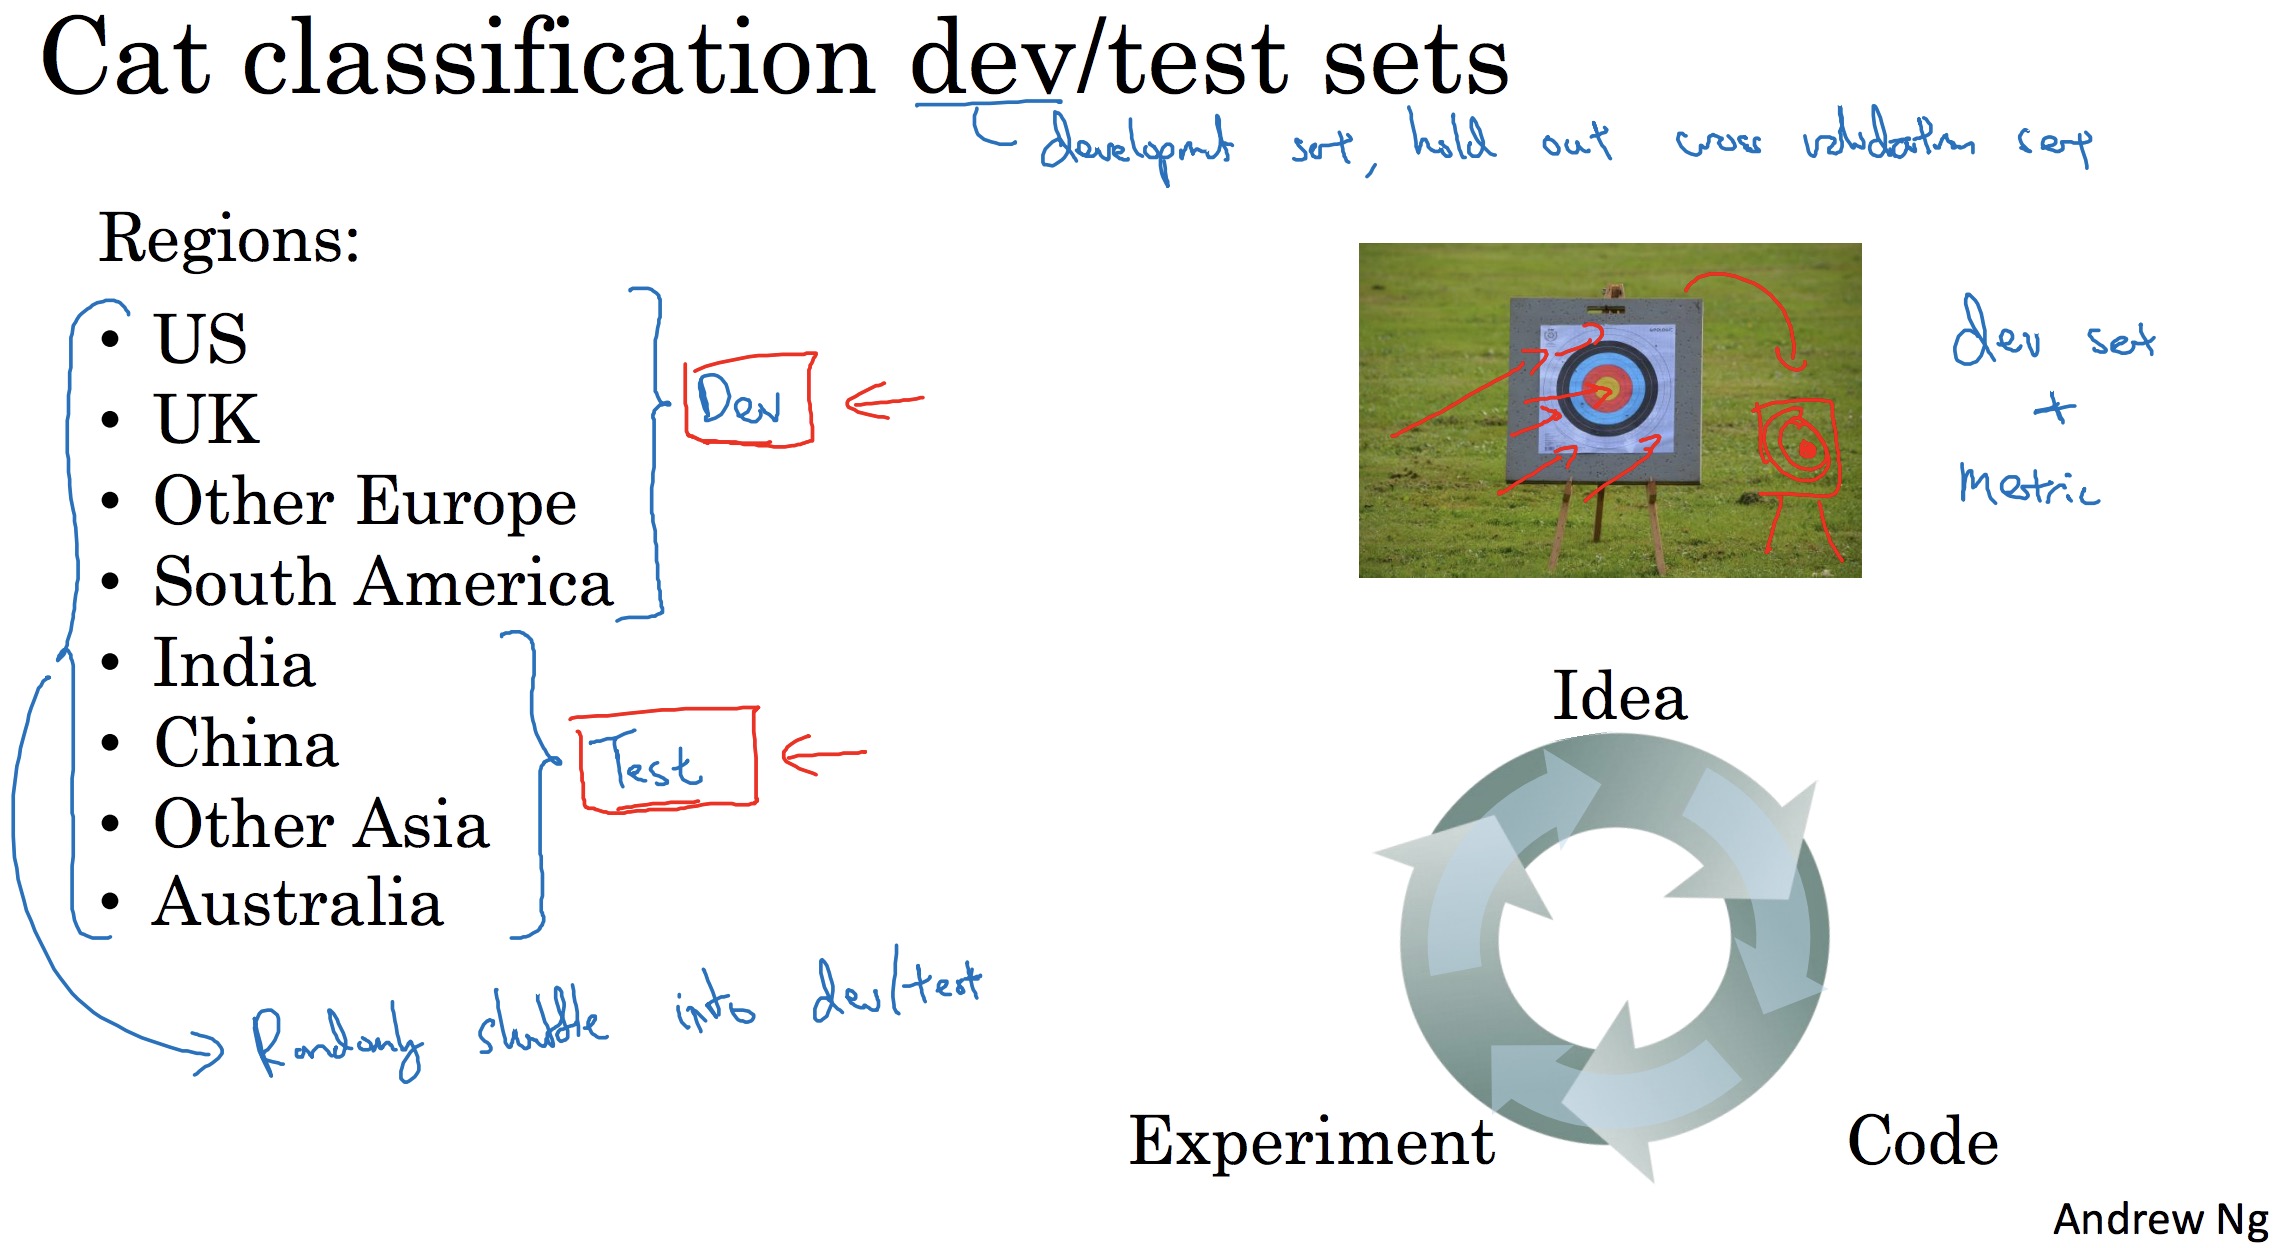 Cat classification dev/test sets
development set, hold out cross validation set
Regions:
• US
• UK
• Other Europe
• South America
• India
• China
• Other Asia
• Australia
Dev
Test
Randomly shuffle into dev/test
dev set
+
metric
Idea
Code
Experiment
Andrew Ng